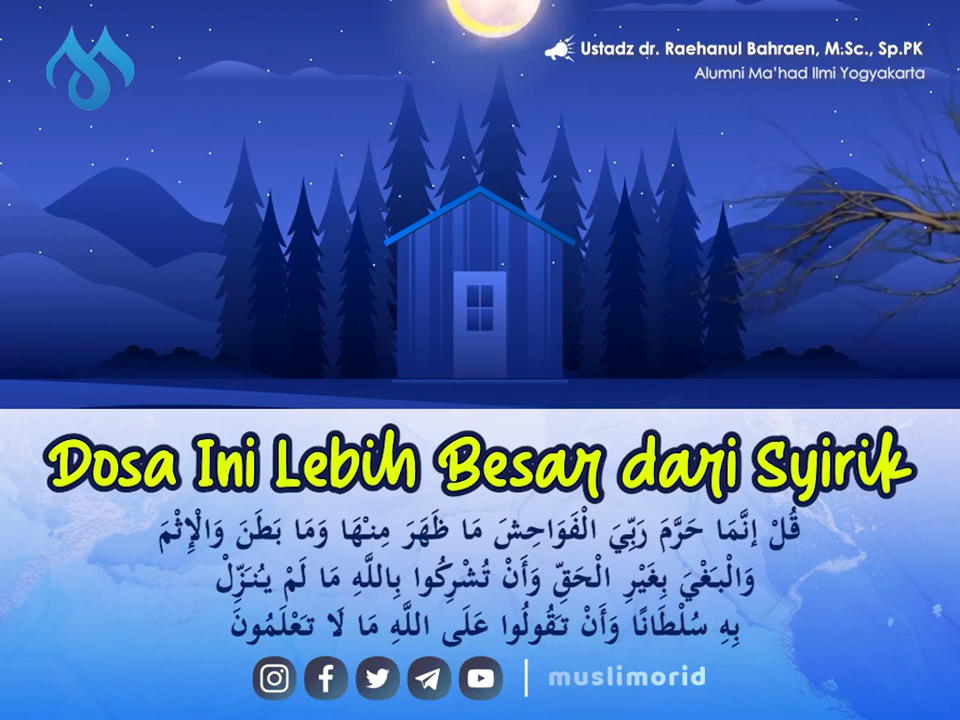 Ustadz dr. Raehanul Bahraen, M.Sc., Sp.PK
Alumni Ma'had Ilmi Yogyakarta
Dosa Ini Lebih Besar dari Syirik
قُلْ إِنَّمَا حَرَّمَ رَبِّيَ الْفَوَاحِشَ مَا ظَهَرَ مِنْهَا وَمَا بَطَنَ وَالْإِثْمَ
وَالْبَغْيَ بِغَيْرِ الْحَقِّ وَأَنْ تُشْرِكُوا بِاللَّهِ مَا لَمْ يُنَزِّلْ
بِهِ سُلْطَانًا وَأَنْ تَقُولُوا عَلَى اللَّهِ مَا لَا تَعْلَمُونَ
muslimorid